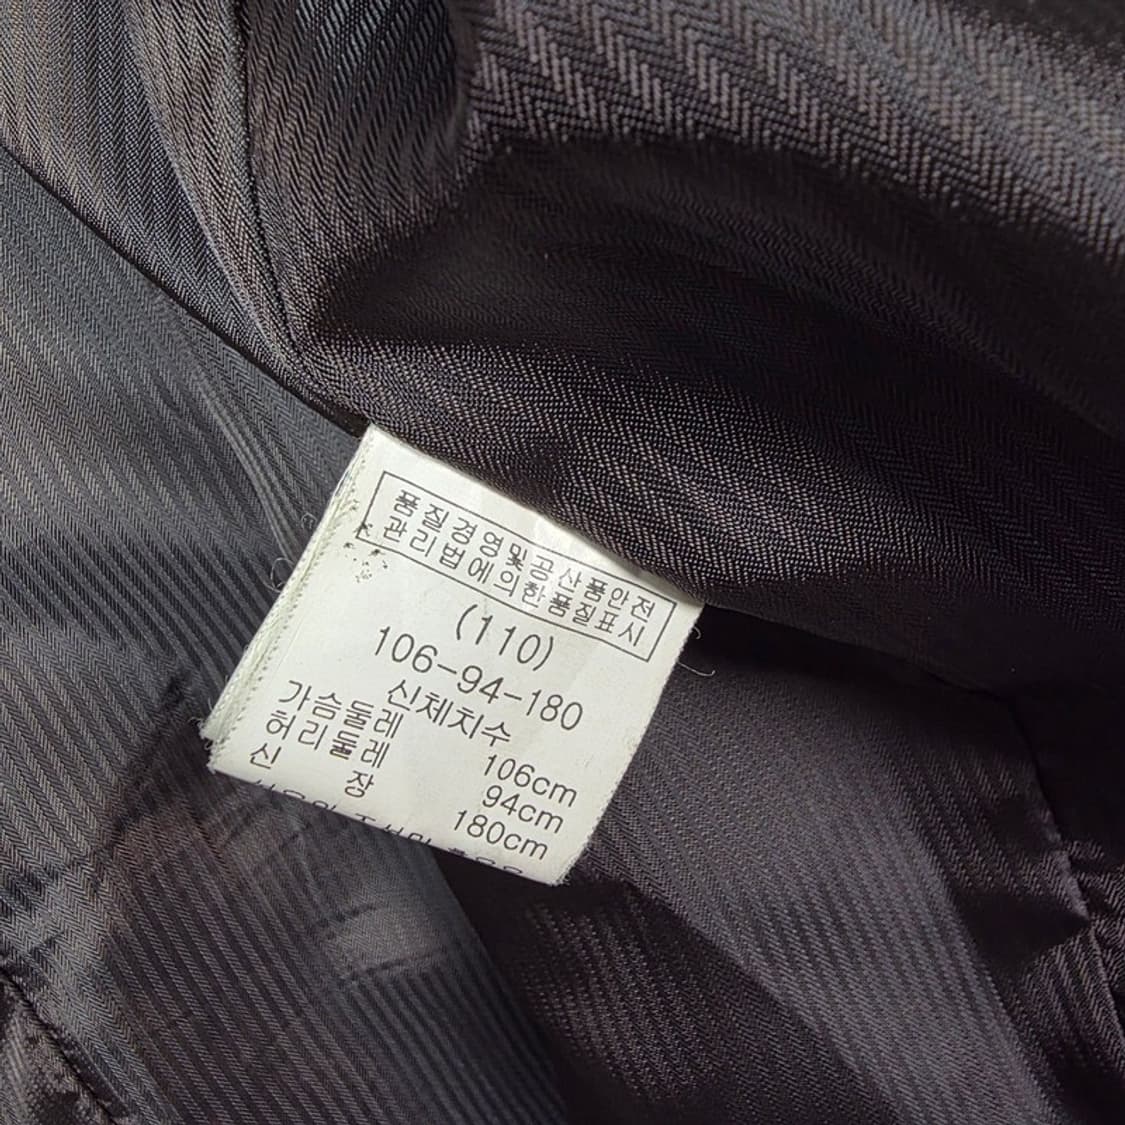 품질경영및공산품안전
관리법에의한품질표시
(110)
106-94-180
신체치수
가슴둘레 106cm
허리둘레 94cm
신 장 180cm